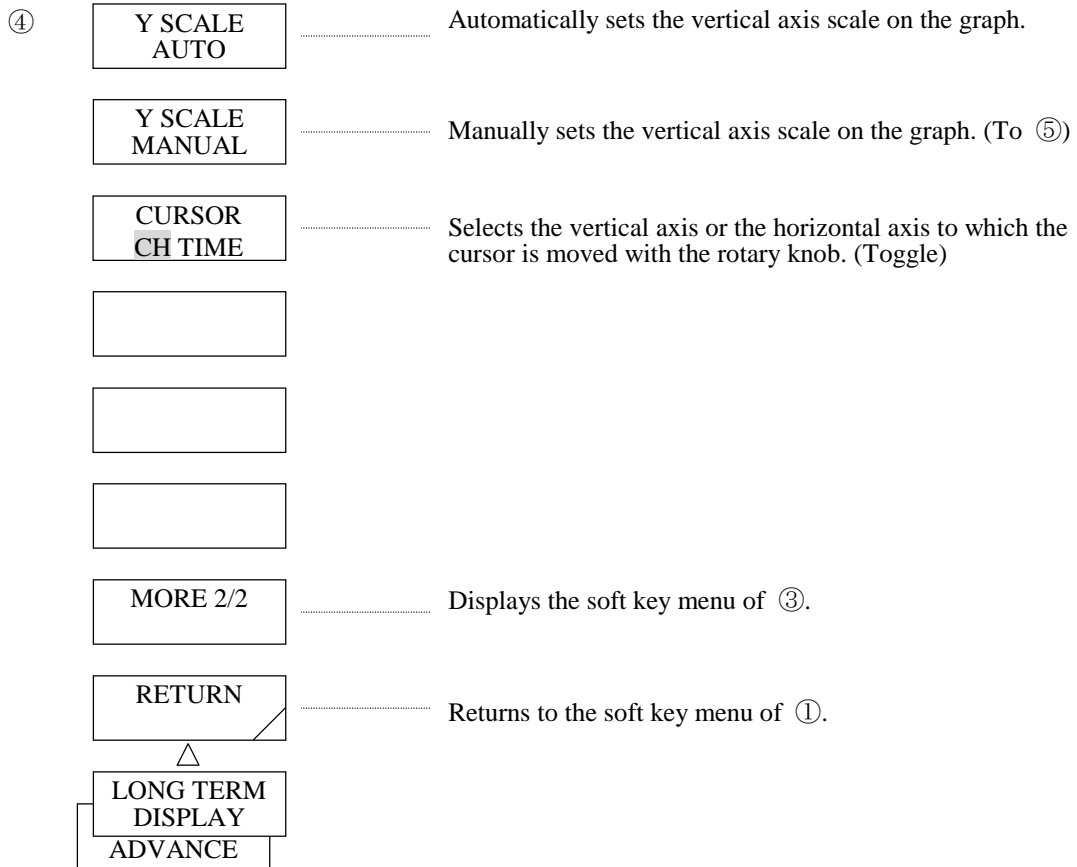 ④
Y SCALE
AUTO
Automatically sets the vertical axis scale on the graph.
Y SCALE
MANUAL
Manually sets the vertical axis scale on the graph. (To ⑤)
CURSOR
CH TIME
Selects the vertical axis or the horizontal axis to which the
cursor is moved with the rotary knob. (Toggle)
MORE 2/2
Displays the soft key menu of ③.
RETURN
Returns to the soft key menu of ①.
LONG TERM
DISPLAY
ADVANCE